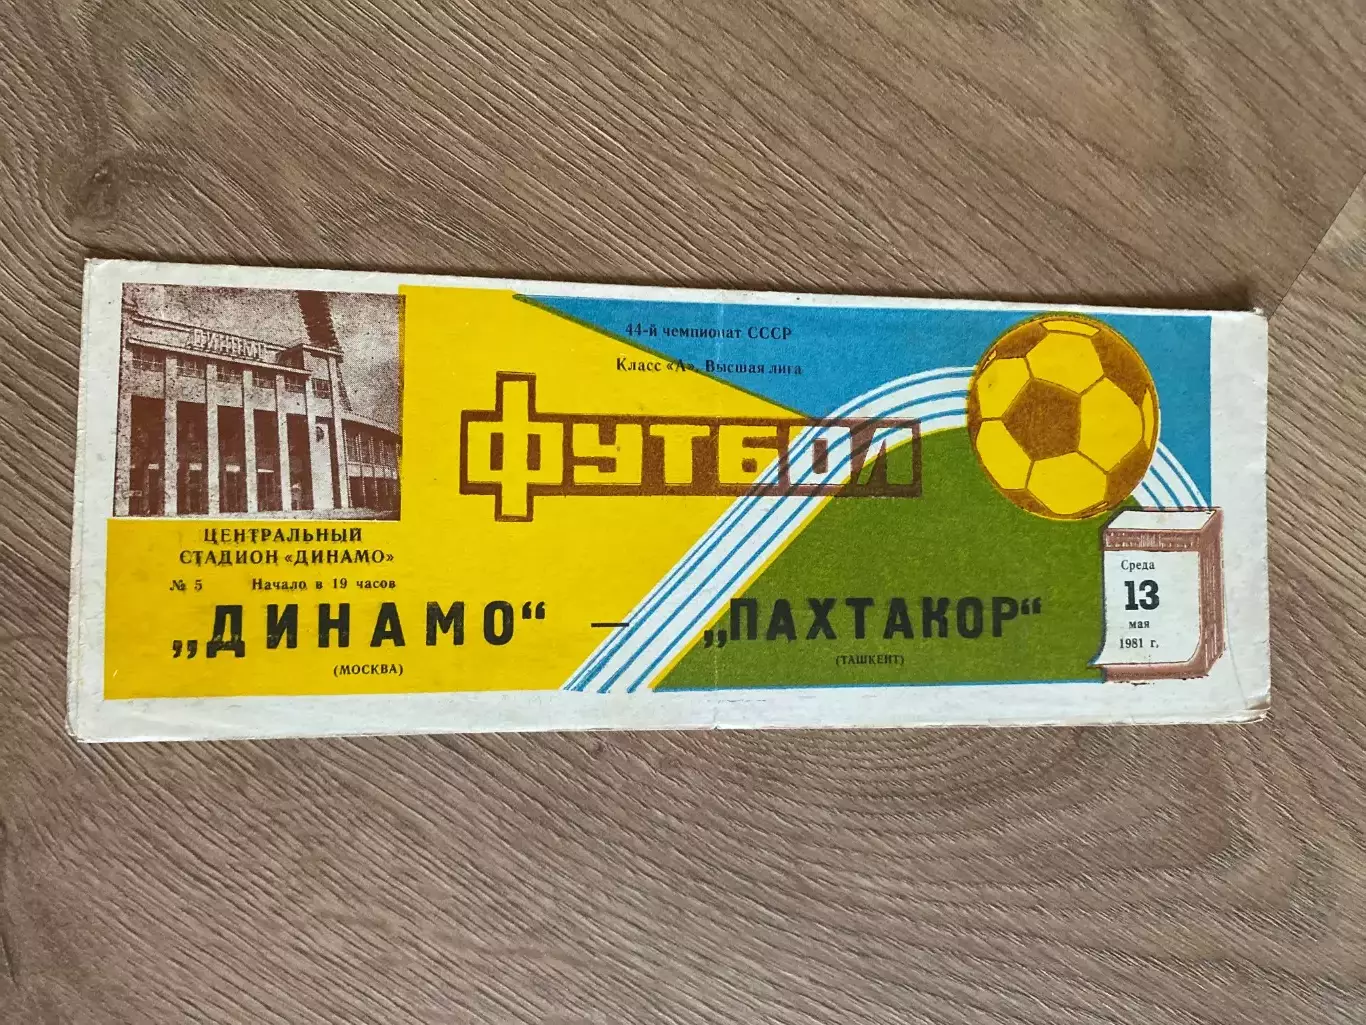 ДИНАМО
44-й чемпионат СССР
Класс «А». Высшая лига
ФУТБОЛ
ЦЕНТРАЛЬНЫЙ
СТАДИОН «ДИНАМО»
№ 5 Начало в 19 часов
„ДИНАМО“ — „ПАХТАКОР“
(МОСКВА) (ТАШКЕНТ)
Среда
13
мая
1981 г.